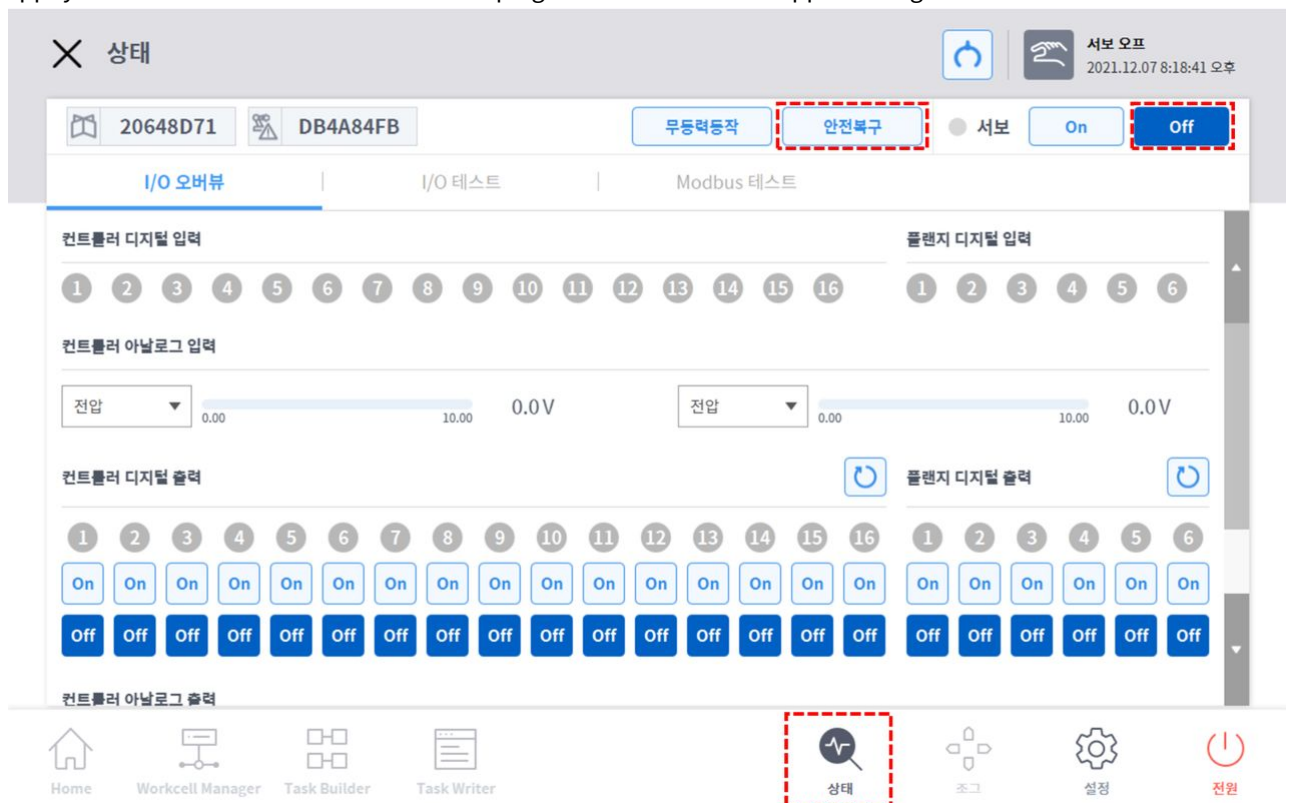 상태
서보 오프
2021.12.07 8:18:41 오후
20648D71 DB4A84FB 무동력동작 안전복구 서보 On Off
I/O 오버뷰 I/O 테스트 Modbus 테스트
컨트롤러 디지털 입력 플랜지 디지털 입력
1 2 3 4 5 6 7 8 9 10 11 12 13 14 15 16 1 2 3 4 5 6
컨트롤러 아날로그 입력
전압 0.00 10.00 0.0 V 전압 0.00 10.00 0.0 V
컨트롤러 디지털 출력 플랜지 디지털 출력
1 2 3 4 5 6 7 8 9 10 11 12 13 14 15 16 1 2 3 4 5 6
On On On On On On On On On On On On On On On On On On On On On On
Off Off Off Off Off Off Off Off Off Off Off Off Off Off Off Off Off Off Off Off Off Off
컨트롤러 아날로그 출력
Home Workcell Manager Task Builder Task Writer 상태 조그 설정 전원